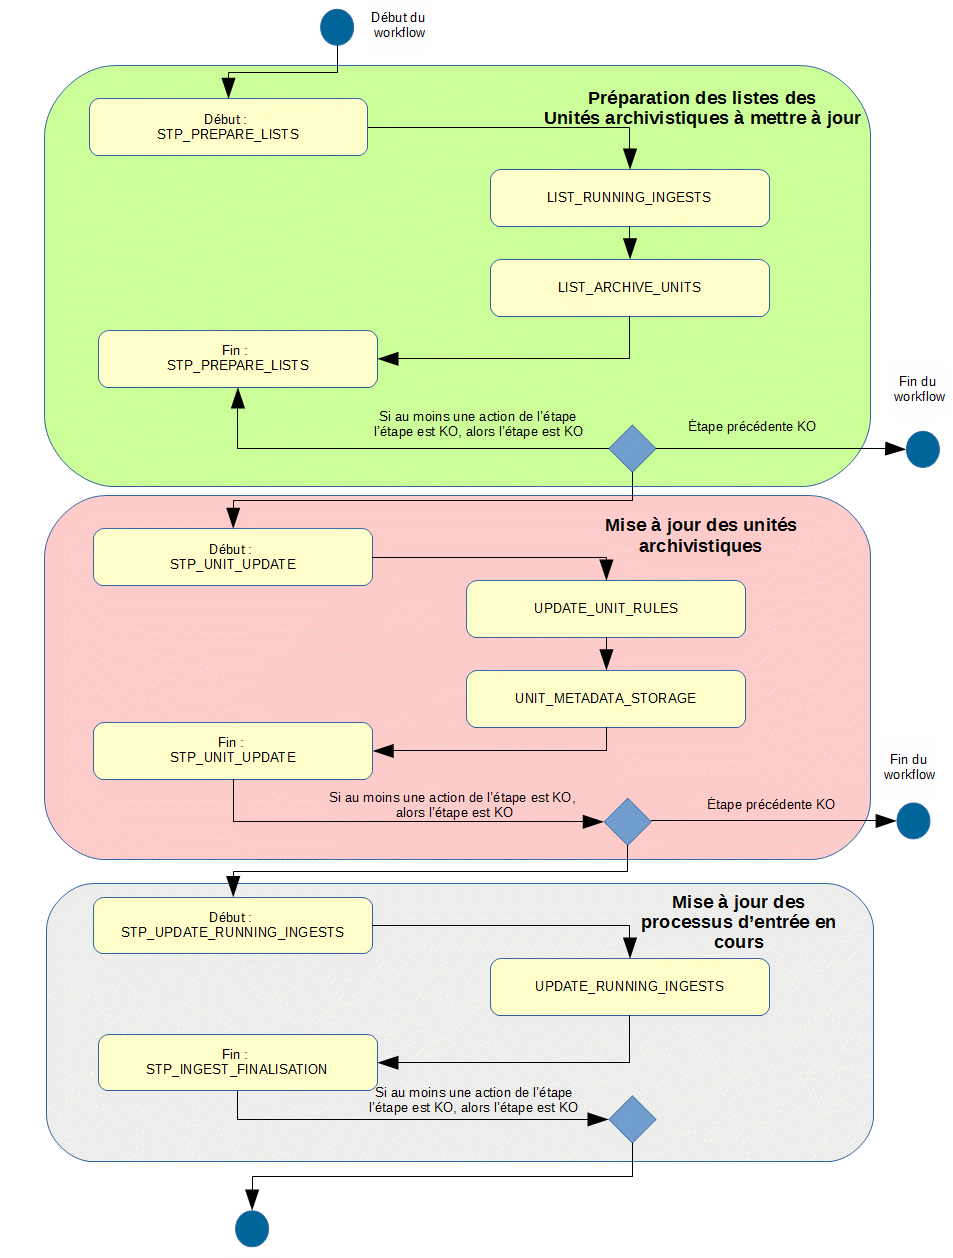 Début du
workflow
Préparation des listes des
Unités archivistiques à mettre à jour
Début :
STP_PREPARE_LISTS
LIST_RUNNING_INGESTS
LIST_ARCHIVE_UNITS
Fin :
STP_PREPARE_LISTS
Fin du
workflow
Si au moins une action de l'étape
l'étape est KO, alors l'étape est KO
Étape précédente KO
Mise à jour des unités
archivistiques
Début :
STP_UNIT_UPDATE
UPDATE_UNIT_RULES
UNIT_METADATA_STORAGE
Fin :
STP_UNIT_UPDATE
Fin du
workflow
Si au moins une action de l'étape est KO,
alors l'étape est KO
Étape précédente KO
Mise à jour des
processus d'entrée en
cours
Début :
STP_UPDATE_RUNNING_INGESTS
UPDATE_RUNNING_INGESTS
Fin :
STP_INGEST_FINALISATION
Si au moins une action de l'étape
l'étape est KO, alors l'étape est KO